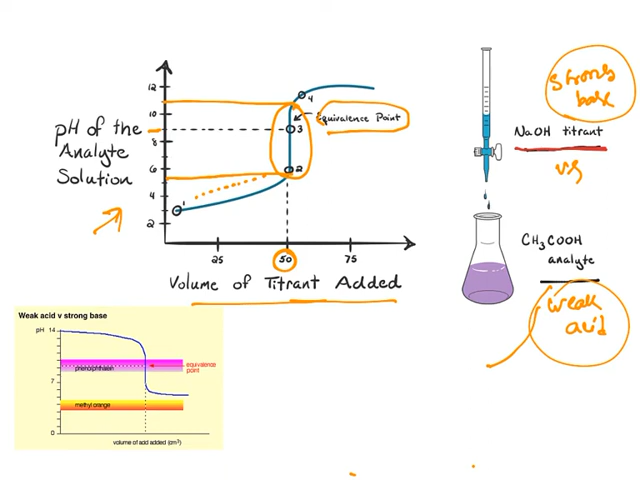 strong
base
NaOH titrant
vs
CH3COOH
analyte
weak
acid
pH of the
Analyte
Solution
12
10
8
6
4
2
1
2
3
4
Equivalence Point
25
50
75
Volume of Titrant Added
Weak acid v strong base
pH 14
phenolphthalein
equivalence
point
7
methyl orange
0
volume of acid added (cm³)